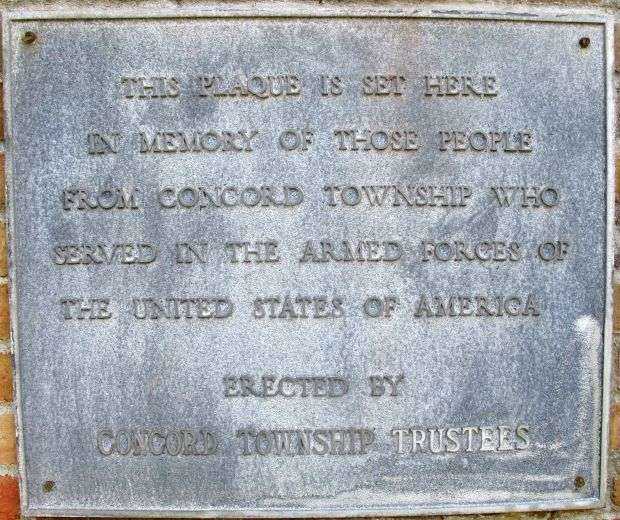 THIS PLAQUE IS SET HERE
IN MEMORY OF THOSE PEOPLE
FROM CONCORD TOWNSHIP WHO
SERVED IN THE ARMED FORCES OF
THE UNITED STATES OF AMERICA
ERECTED BY
CONCORD TOWNSHIP TRUSTEES